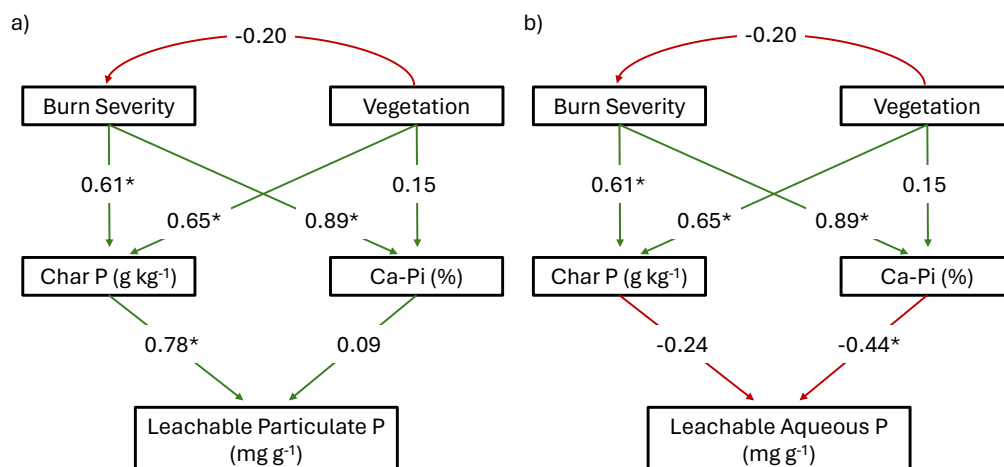 a)
-0.20
Burn Severity
Vegetation
0.61*
0.15
0.65*
0.89*
Char P (g kg⁻¹)
Ca-Pi (%)
0.78*
0.09
Leachable Particulate P
(mg g⁻¹)
b)
-0.20
Burn Severity
Vegetation
0.61*
0.15
0.65*
0.89*
Char P (g kg⁻¹)
Ca-Pi (%)
-0.24
-0.44*
Leachable Aqueous P
(mg g⁻¹)